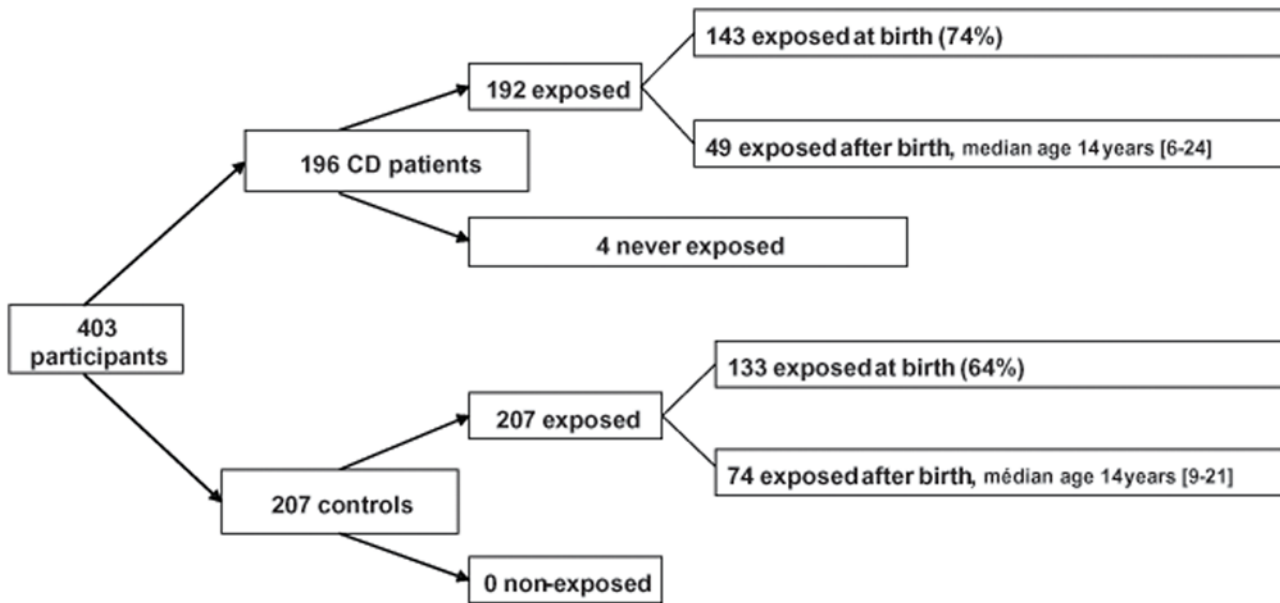 143 exposed at birth (74%)
192 exposed
49 exposed after birth, median age 14 years [6-24]
196 CD patients
4 never exposed
403
participants
133 exposed at birth (64%)
207 exposed
74 exposed after birth, médian age 14years [9-21]
207 controls
0 non-exposed